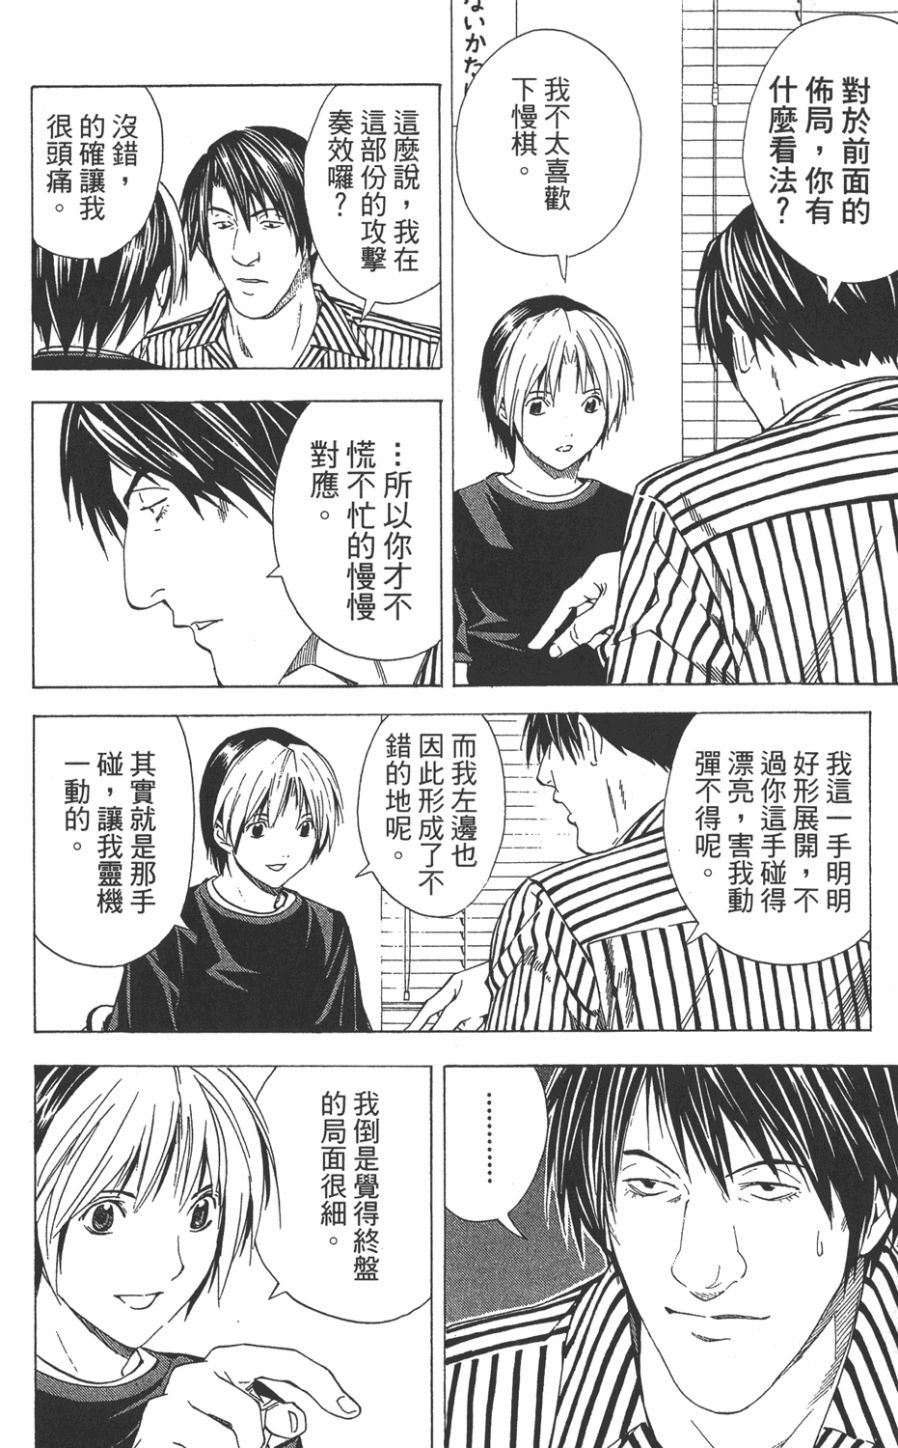 對於前面的
佈局，你有
什麼看法？
我不太喜歡
下慢棋。
ないかた
這麼說，我在
這部份的攻擊
奏效囉？
沒錯，
的確讓我
很頭痛。
…所以你才不
慌不忙的慢慢
對應。
我這一手明明
好形展開，不
過你這手碰得
漂亮，害我動
彈不得呢。
而我左邊也
因此形成了不
錯的地呢。
其實就是那手
碰，讓我靈機
一動的。
………
我倒是覺得終盤
的局面很細。